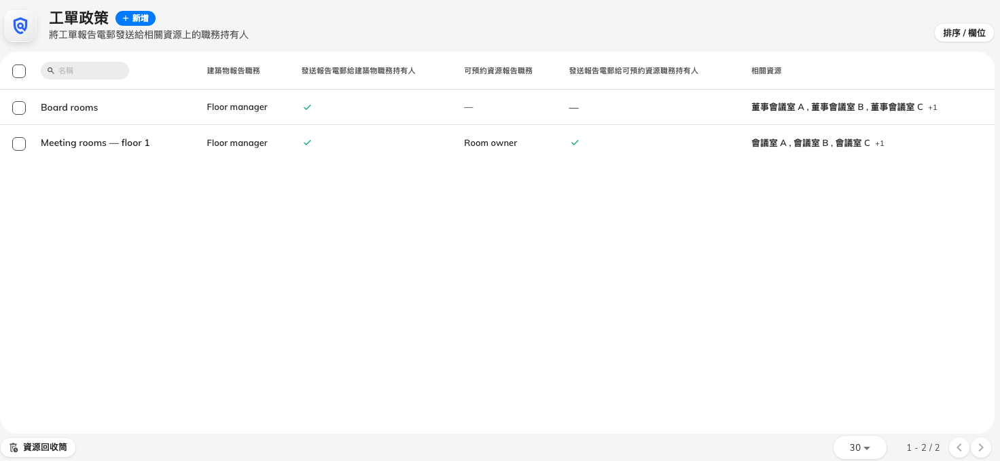 工單政策 + 新增
將工單報告電郵發送給相關資源上的職務持有人
排序 / 欄位
名稱 建築物報告職務 發送報告電郵給建築物職務持有人 可預約資源報告職務 發送報告電郵給可預約資源職務持有人 相關資源
Board rooms Floor manager — — 董事會議室 A , 董事會議室 B , 董事會議室 C +1
Meeting rooms — floor 1 Floor manager Room owner 會議室 A , 會議室 B , 會議室 C +1
資源回收筒 30 1 - 2 / 2